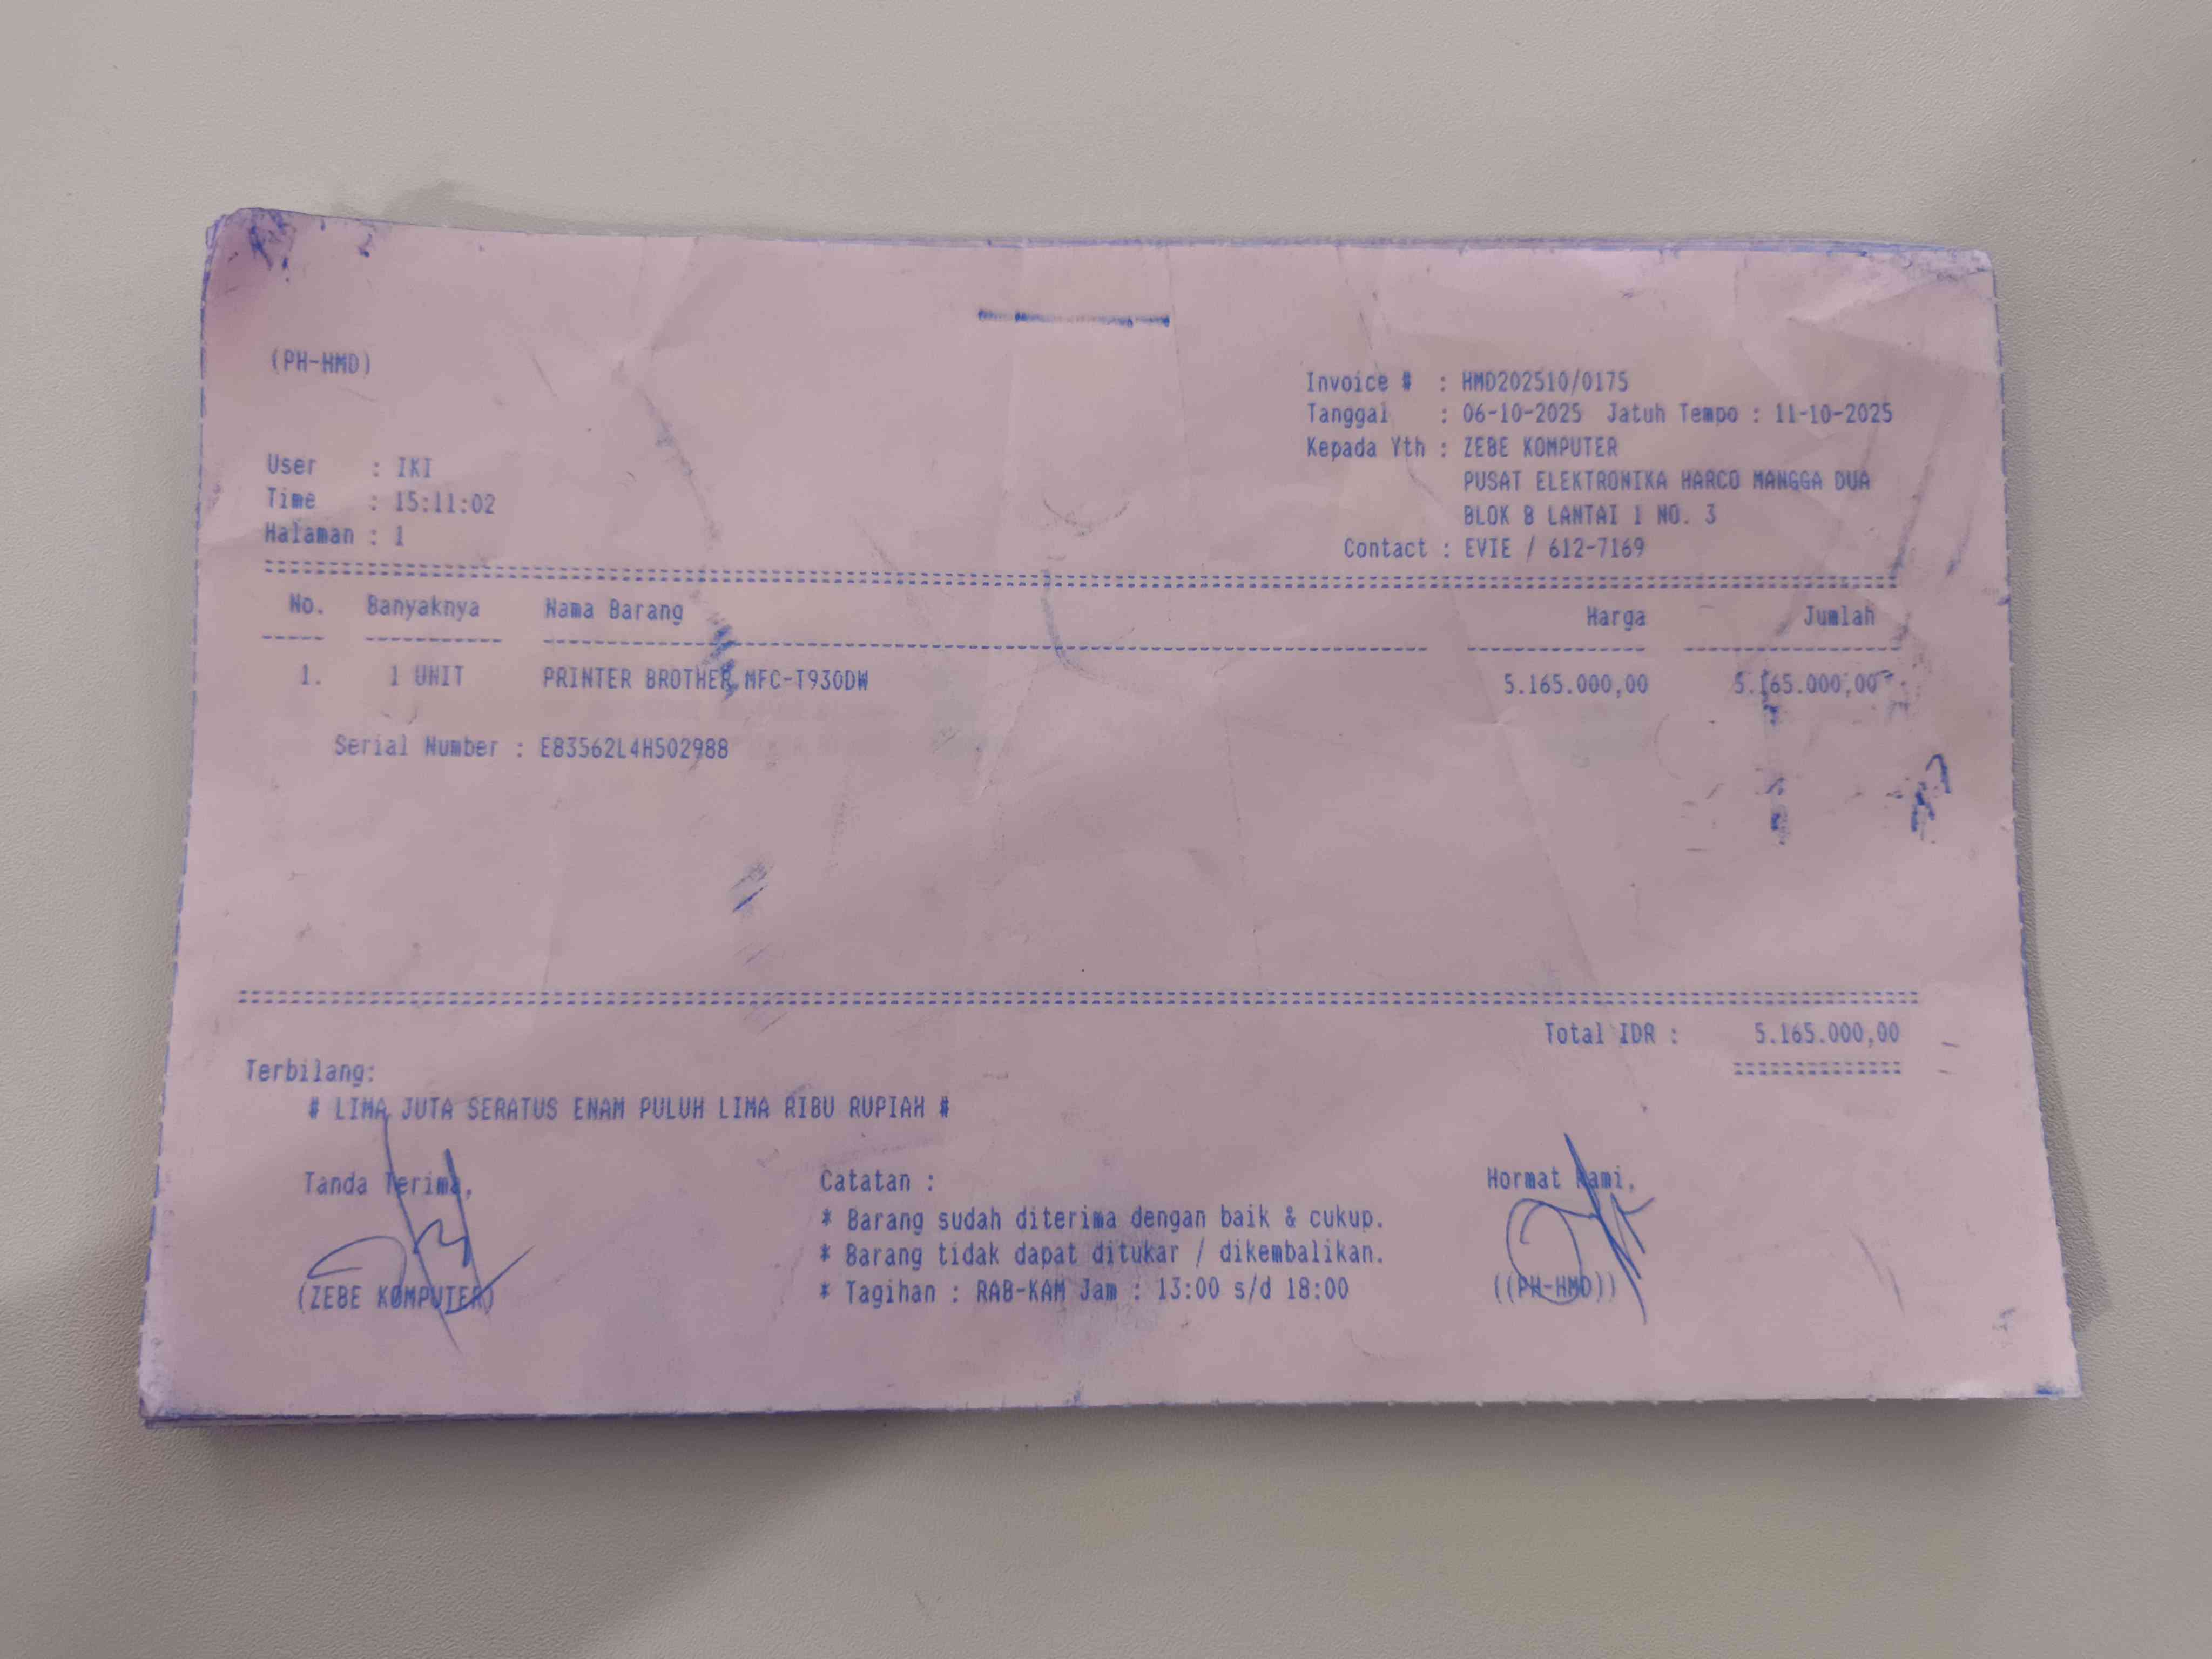 (PH-HMD)
Invoice # : HMD202510/0175
Tanggal : 06-10-2025 Jatuh Tempo : 11-10-2025
Kepada Yth : ZEBE KOMPUTER
PUSAT ELEKTRONIKA HARCO MANGGA DUA
BLOK B LANTAI 1 NO. 3
Contact : EVIE / 612-7169
User : IKI
Time : 15:11:02
Halaman : 1
No. Banyaknya Nama Barang Harga Jumlah
1. 1 UNIT PRINTER BROTHER MFC-T930DW 5.165.000,00 5.165.000,00
Serial Number : E83562L4H502988
Total IDR : 5.165.000,00
Terbilang:
# LIMA JUTA SERATUS ENAM PULUH LIMA RIBU RUPIAH #
Tanda Terima,
(ZEBE KOMPUTER)
Catatan :
* Barang sudah diterima dengan baik & cukup.
* Barang tidak dapat ditukar / dikembalikan.
* Tagihan : RAB-KAM Jam : 13:00 s/d 18:00
Hormat Kami,
((PH-HMD))